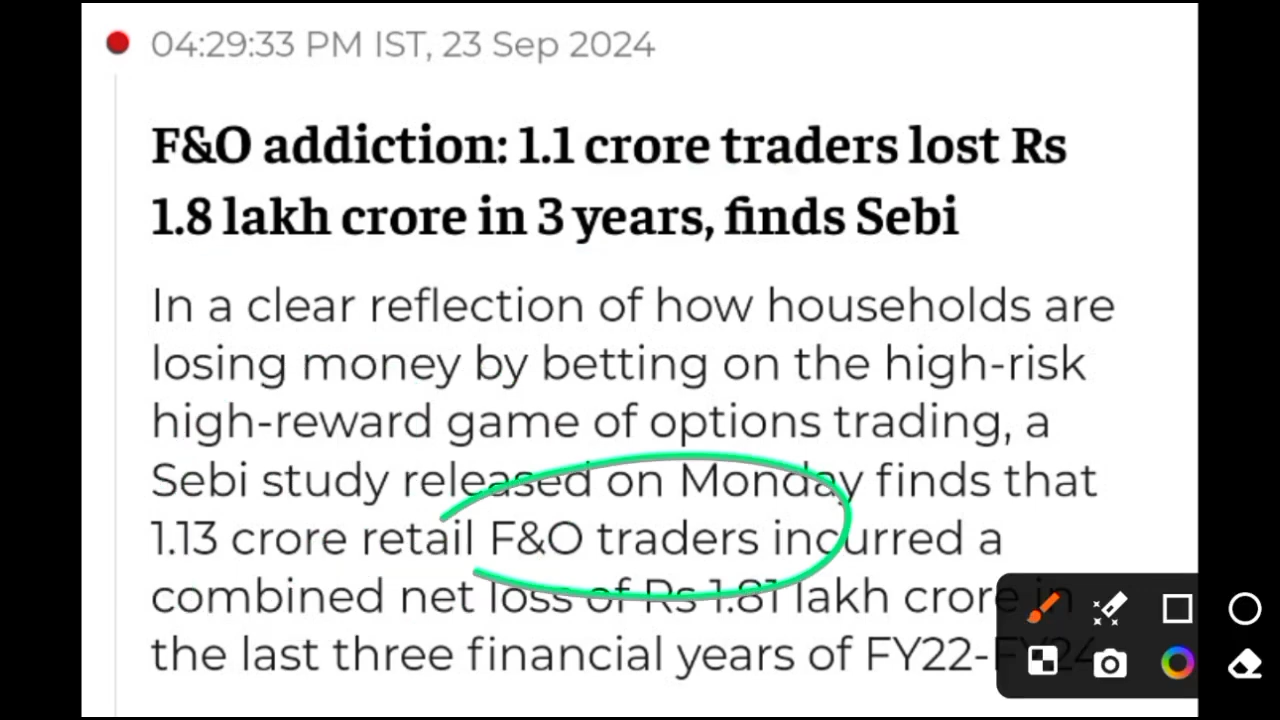 04:29:33 PM IST, 23 Sep 2024
F&O addiction: 1.1 crore traders lost Rs
1.8 lakh crore in 3 years, finds Sebi
In a clear reflection of how households are
losing money by betting on the high-risk
high-reward game of options trading, a
Sebi study released on Monday finds that
1.13 crore retail F&O traders incurred a
combined net loss of Rs 1.81 lakh crore in
the last three financial years of FY22-FY24